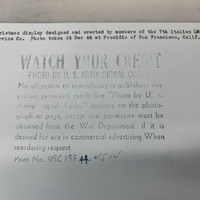 Christmas display designed and erected by members of the 7th Italian QM
Service Co. Photo taken 24 Dec 44 at Presidio of San Francisco, Calif.
WATCH YOUR CREDIT
PHOTO BY U. S. ARMY SIGNAL CORPS
No objection to reproducing or publishing this
picture provided credit line "Photo by U. S.
Army Signal Corps" appears on the photo-
graph or page, except that permission must be
obtained from the War Department if it is
desired for use in commercial advertising. When
reordering request
Print No.